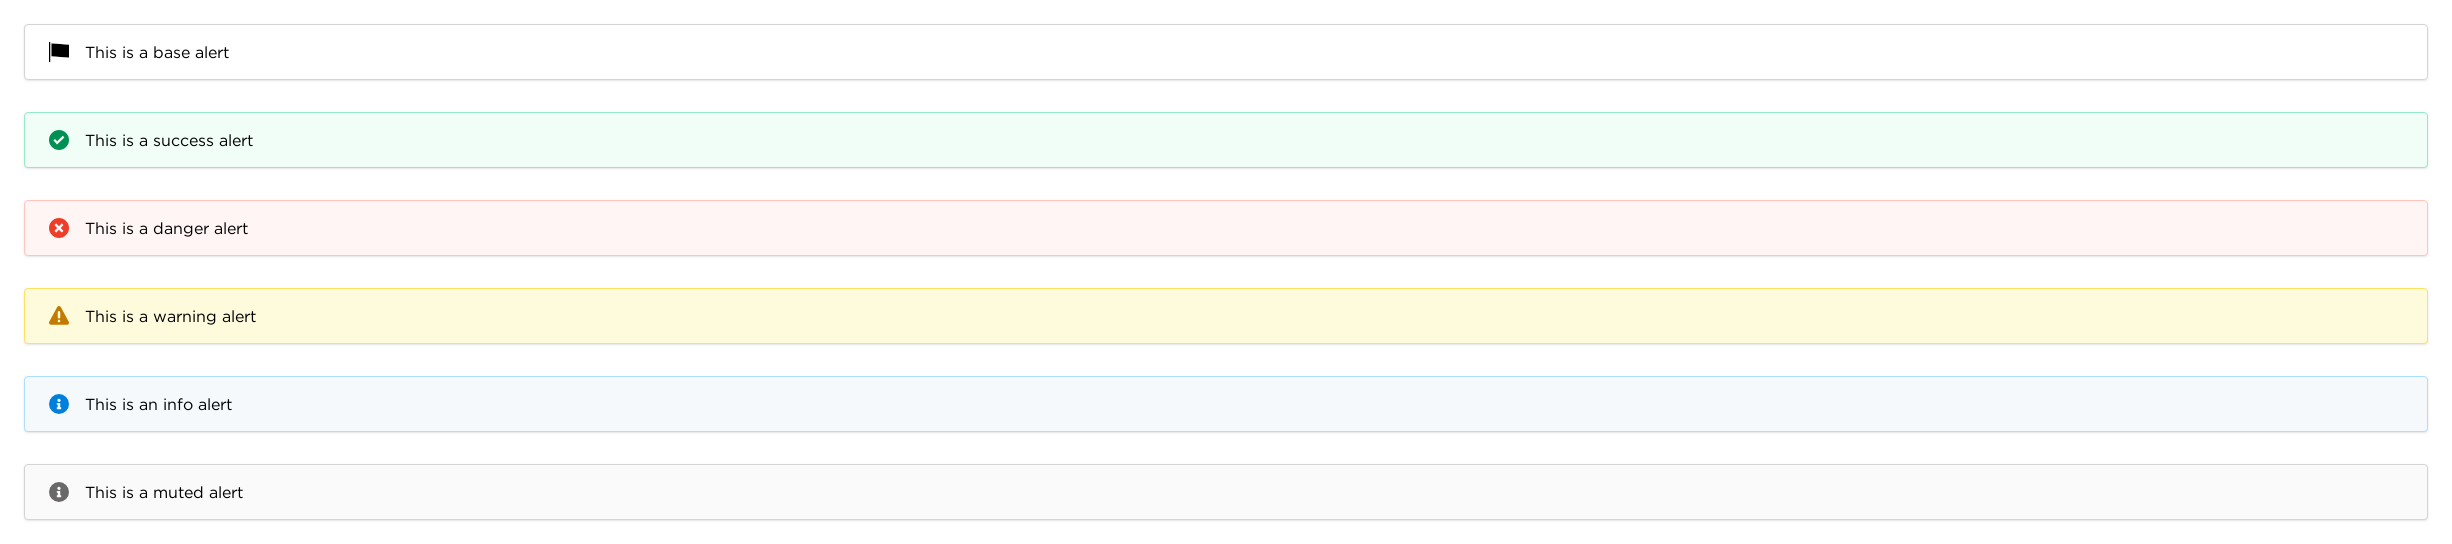 This is a base alert
This is a success alert
This is a danger alert
This is a warning alert
This is an info alert
This is a muted alert